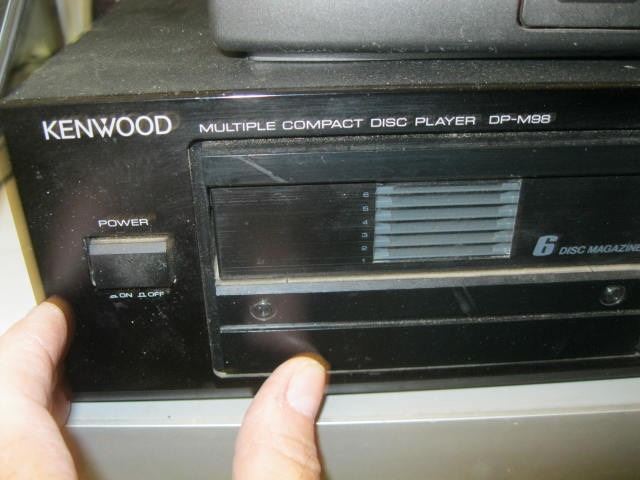 KENWOOD
MULTIPLE COMPACT DISC PLAYER DP-M98
6
5
4
3
2
1
POWER
6 DISC MAGAZINE
ON OFF